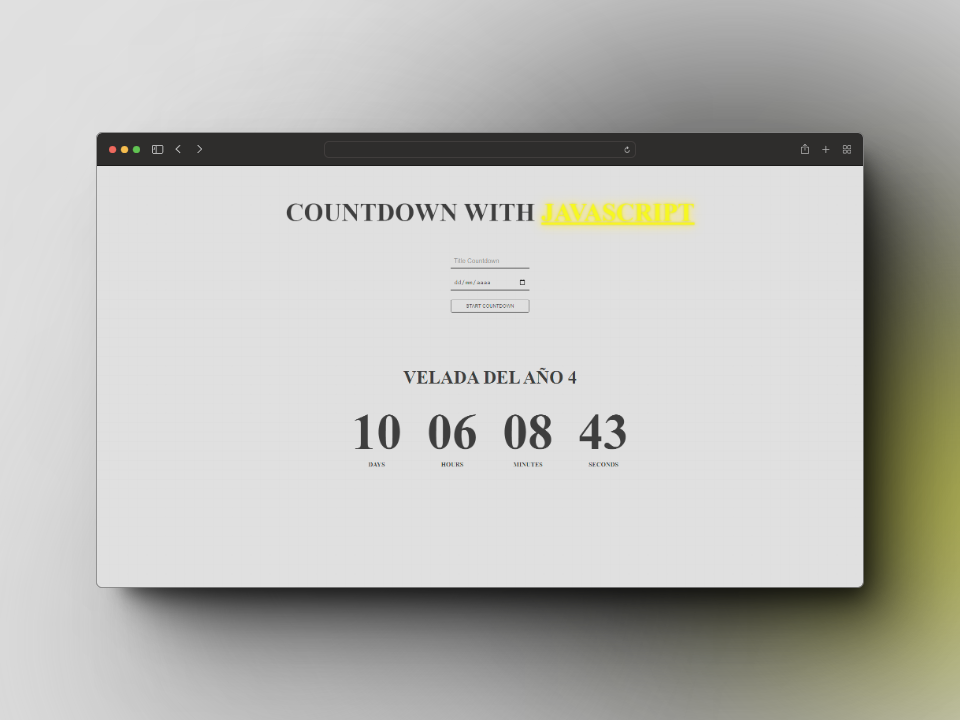 COUNTDOWN WITH JAVASCRIPT
Title Countdown
dd/mm/aaaa
START COUNTDOWN
VELADA DEL AÑO 4
10 06 08 43
DAYS HOURS MINUTES SECONDS